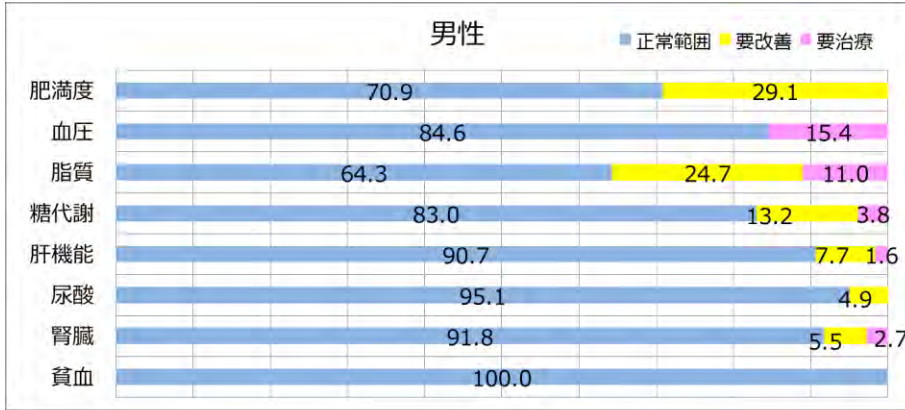 男性
正常範囲 要改善 要治療
肥満度 70.9 29.1
血圧 84.6 15.4
脂質 64.3 24.7 11.0
糖代謝 83.0 13.2 3.8
肝機能 90.7 7.7 1.6
尿酸 95.1 4.9
腎臓 91.8 5.5 2.7
貧血 100.0